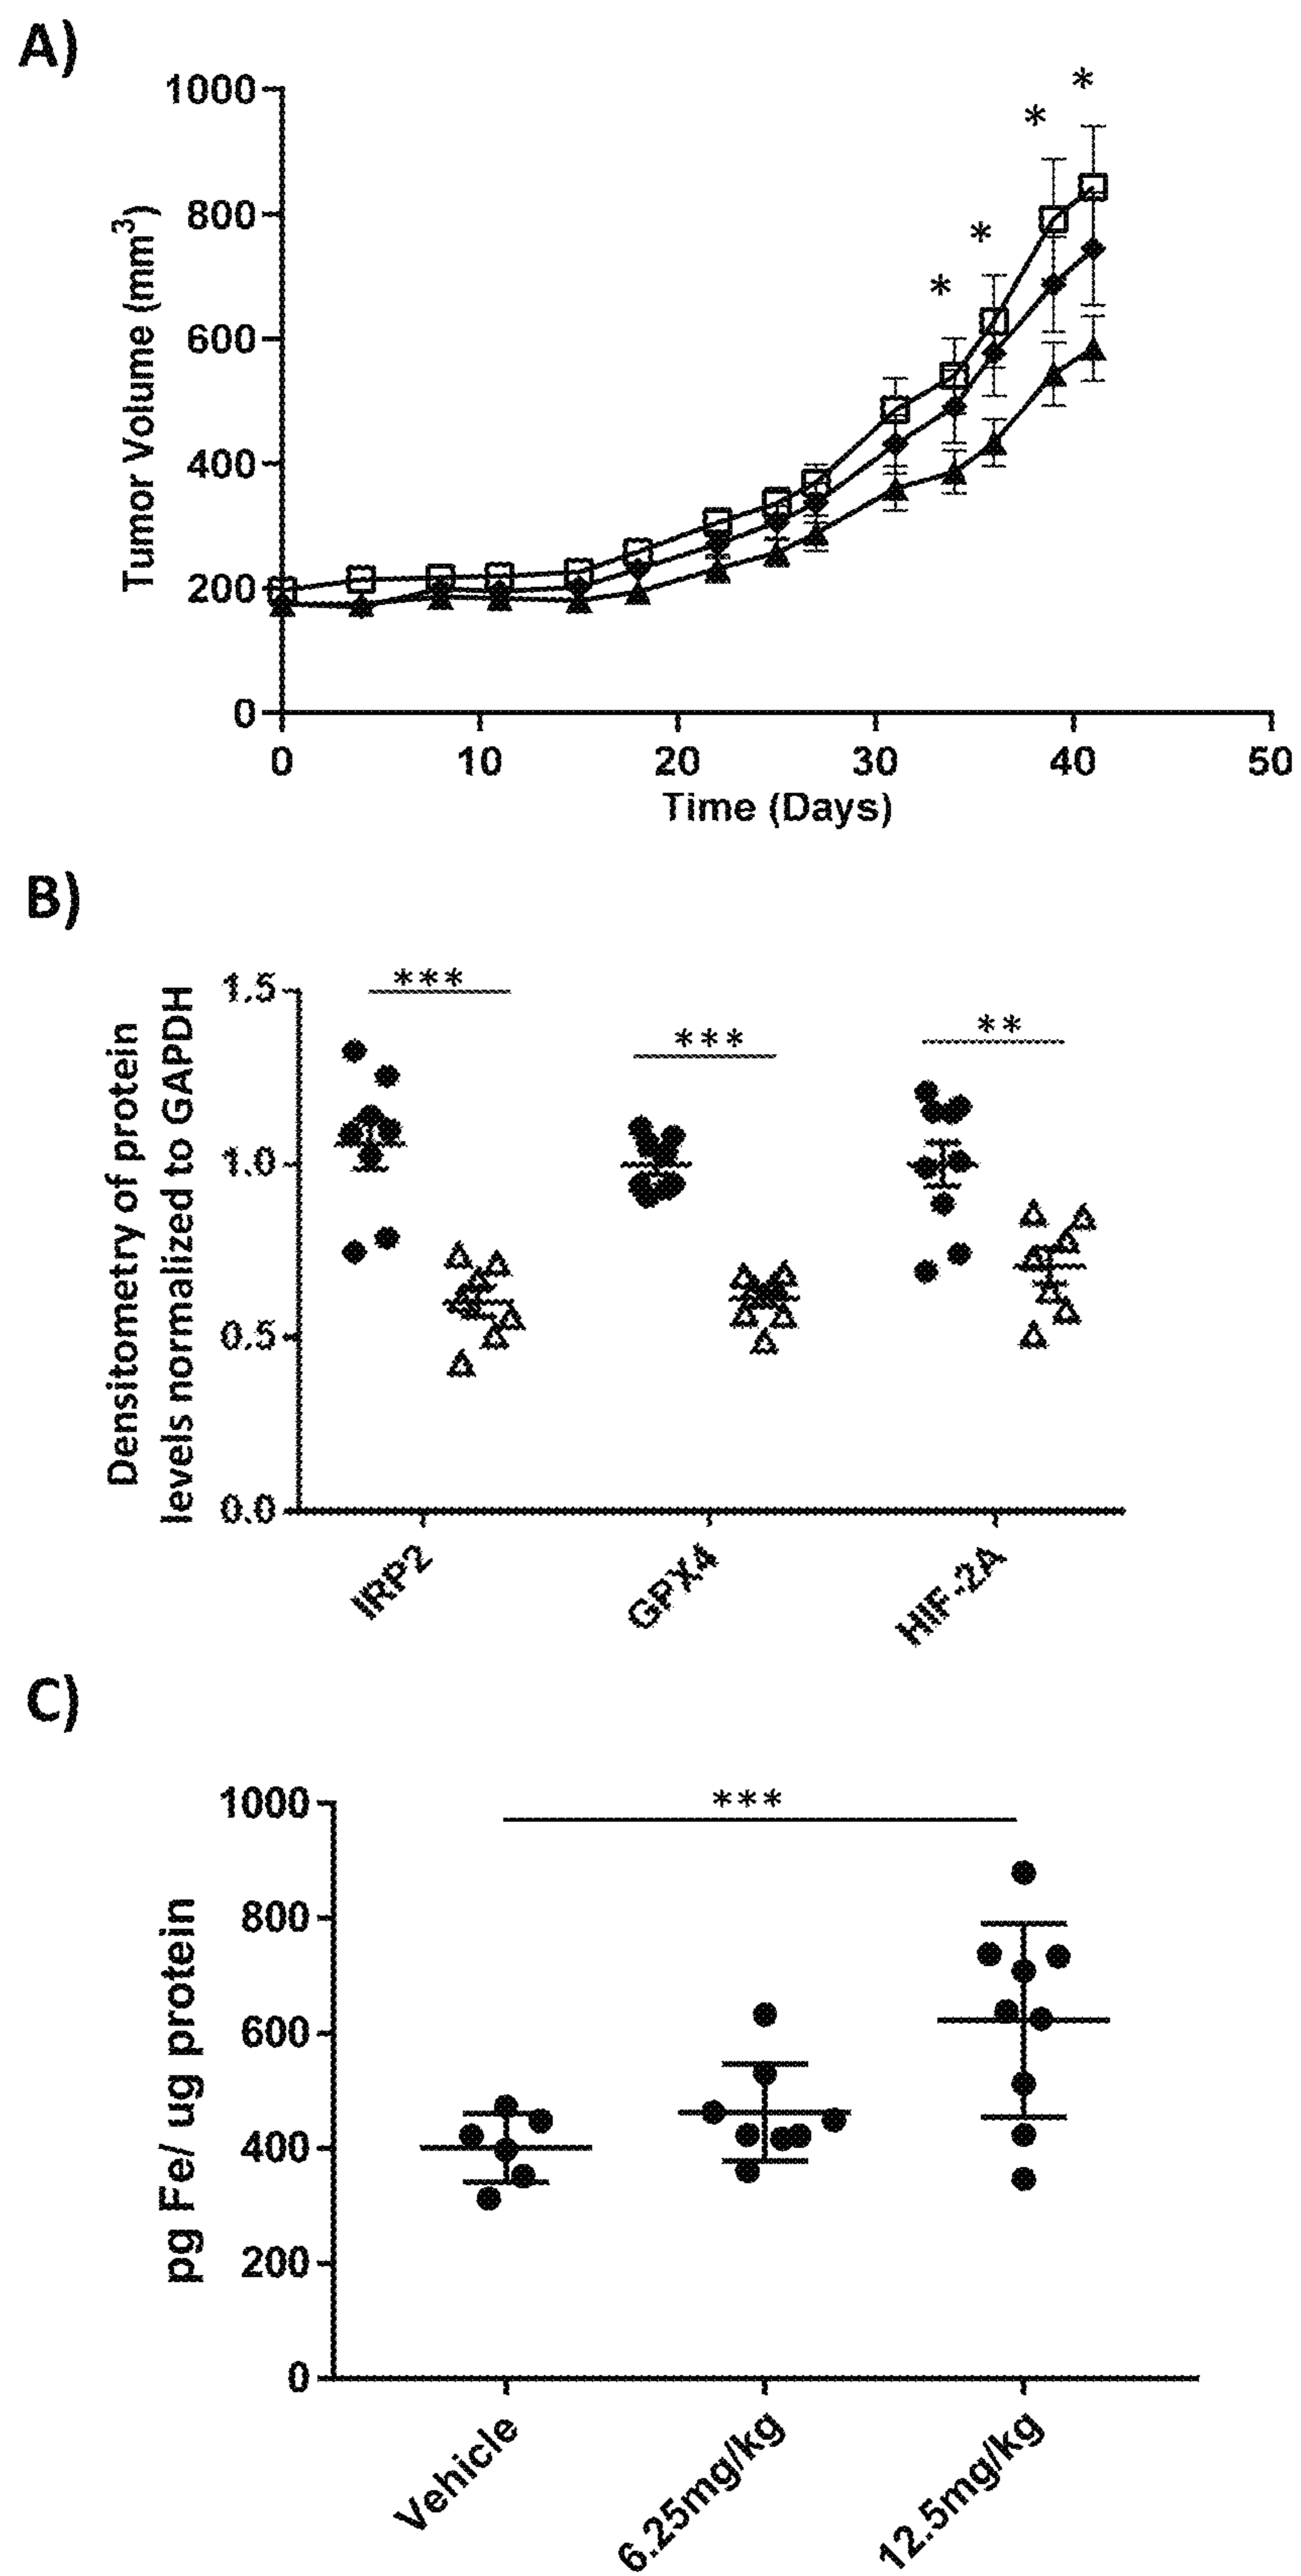 A)
*
*
*
*
1000
800
600
400
200
0
Tumor Volume (mm³)
0 10 20 30 40 50
Time (Days)
B)
Densitometry of protein
levels normalized to GAPDH
1.5
1.0
0.5
0.0
***
***
**
IRP2 GPX4 HIF-2A
C)
pg Fe/ ug protein
1000
800
600
400
200
0
***
Vehicle 6.25mg/kg 12.5mg/kg